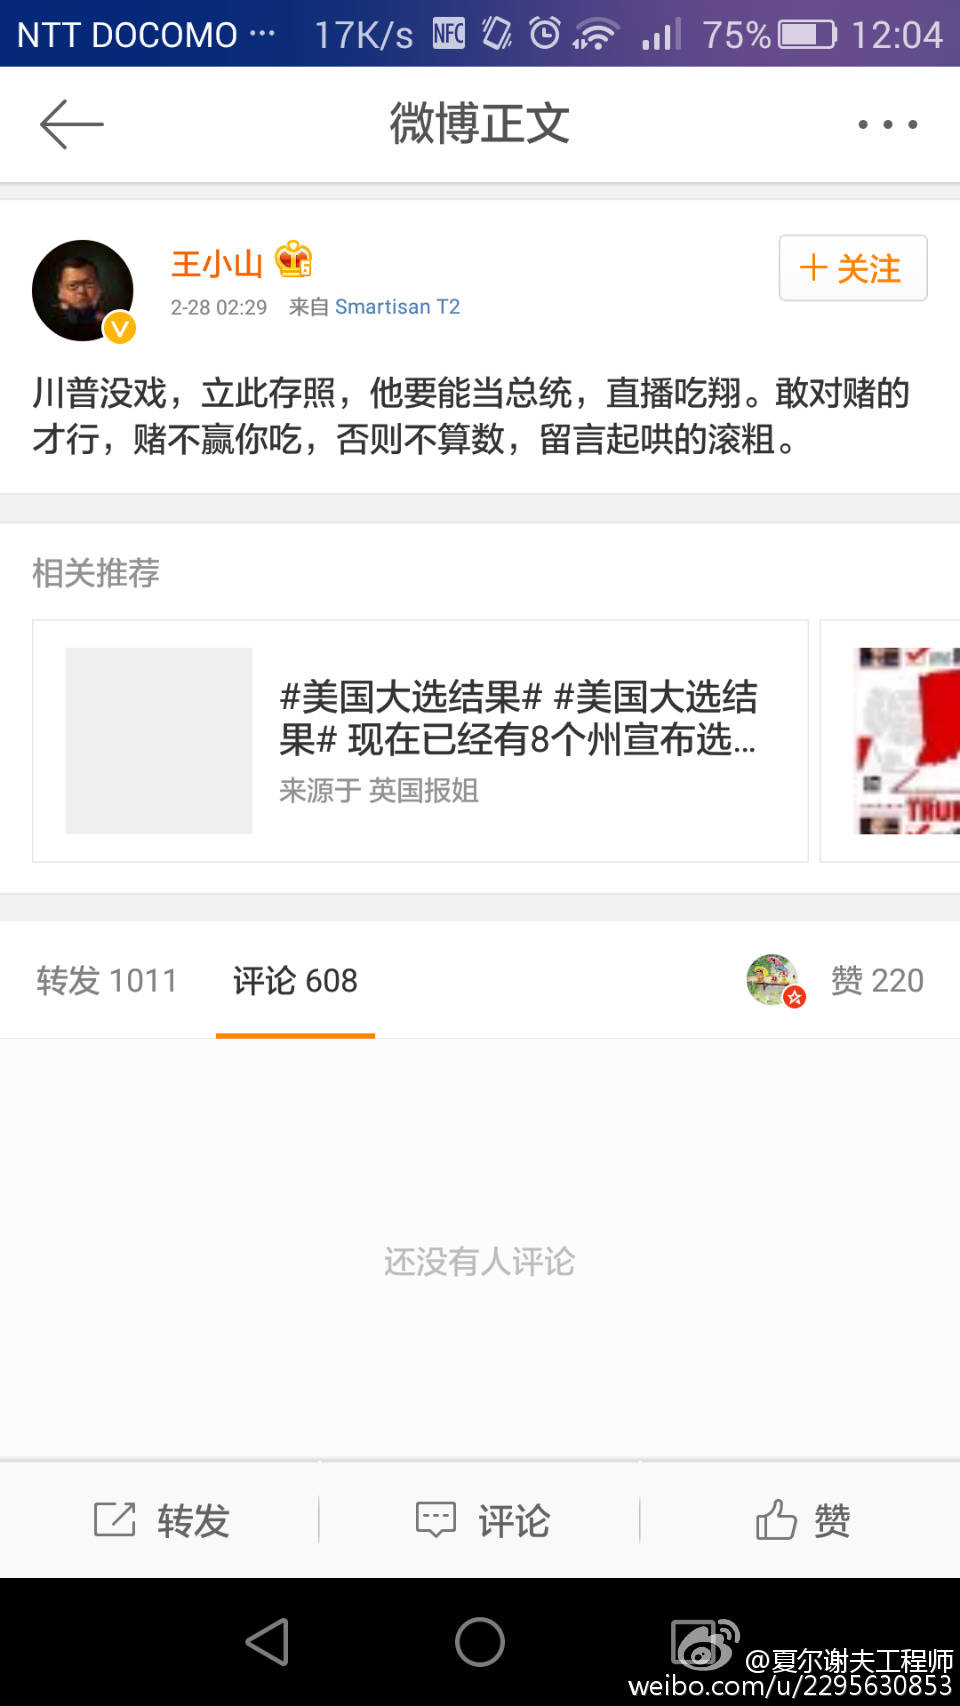 NTT DOCOMO ··· 17K/s NFC 75% 12:04
微博正文
王小山 6
+ 关注
2-28 02:29 来自 Smartisan T2
川普没戏，立此存照，他要能当总统，直播吃翔。敢对赌的
才行，赌不赢你吃，否则不算数，留言起哄的滚粗。
相关推荐
#美国大选结果# #美国大选结
果# 现在已经有8个州宣布选...
来源于 英国报姐
转发 1011 评论 608 赞 220
还没有人评论
转发 评论 赞
@夏尔谢夫工程师
weibo.com/u/2295630853